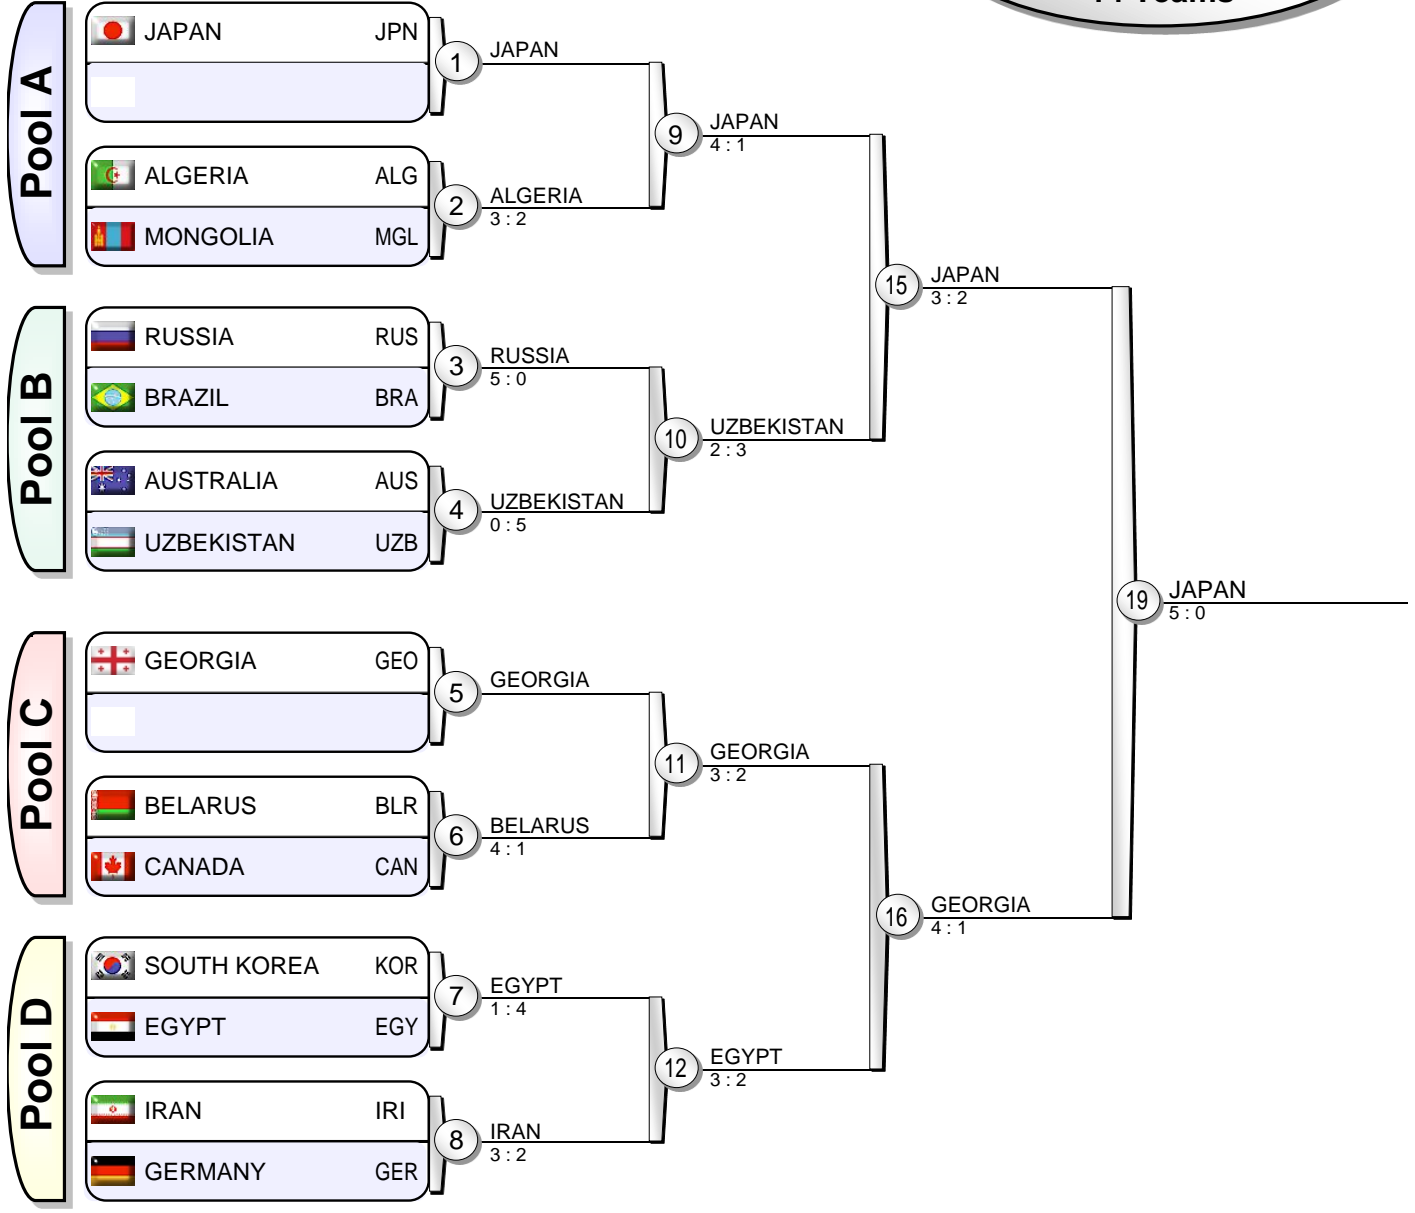 Pool A
JAPAN JPN
ALGERIA ALG
MONGOLIA MGL
Pool B
RUSSIA RUS
BRAZIL BRA
AUSTRALIA AUS
UZBEKISTAN UZB
Pool C
GEORGIA GEO
BELARUS BLR
CANADA CAN
Pool D
SOUTH KOREA KOR
EGYPT EGY
IRAN IRI
GERMANY GER
1 JAPAN
2 ALGERIA
3 : 2
3 RUSSIA
5 : 0
4 UZBEKISTAN
0 : 5
5 GEORGIA
6 BELARUS
4 : 1
7 EGYPT
1 : 4
8 IRAN
3 : 2
9 JAPAN
4 : 1
10 UZBEKISTAN
2 : 3
11 GEORGIA
3 : 2
12 EGYPT
3 : 2
15 JAPAN
3 : 2
16 GEORGIA
4 : 1
19 JAPAN
5 : 0